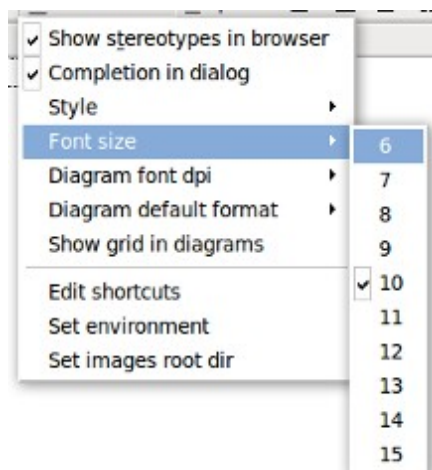 Show stereotypes in browser
Completion in dialog
Style
Font size
Diagram font dpi
Diagram default format
Show grid in diagrams
Edit shortcuts
Set environment
Set images root dir
6
7
8
9
10
11
12
13
14
15